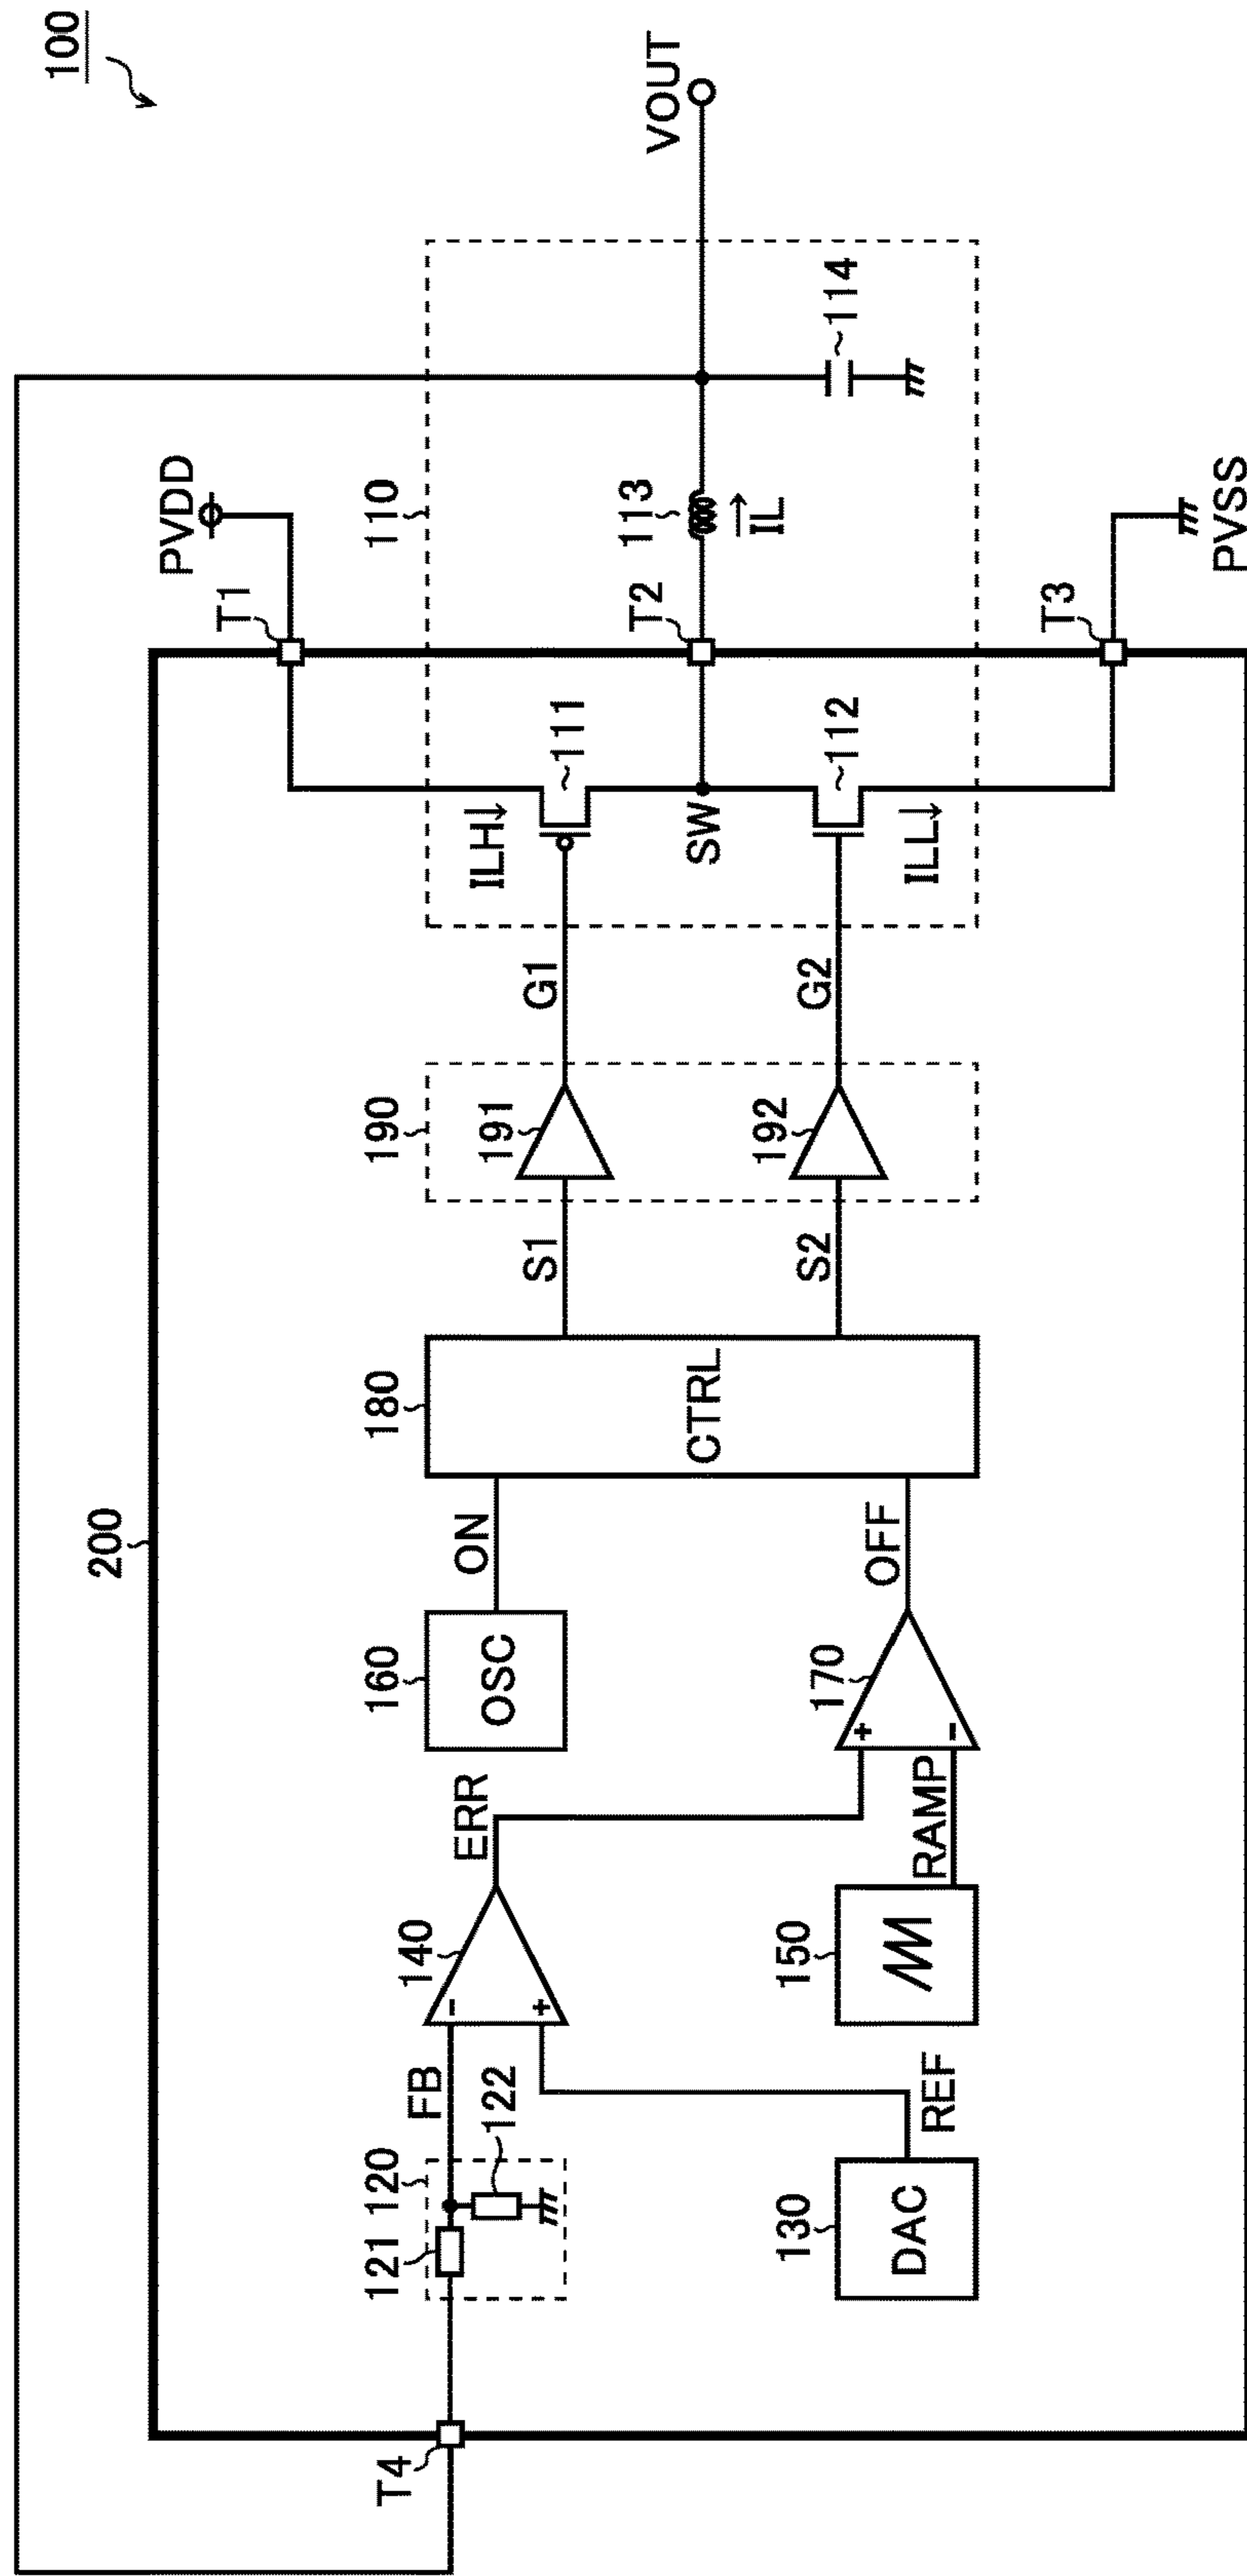 100
200
PVDD
T1
110
VOUT
T4
120
121
122
FB
140
ERR
160
OSC
ON
180
CTRL
S1
190
191
G1
ILH
111
SW
T2
113
IL
114
130
DAC
REF
150
RAMP
170
OFF
S2
192
G2
ILL
112
T3
PVSS
+
-
+
-